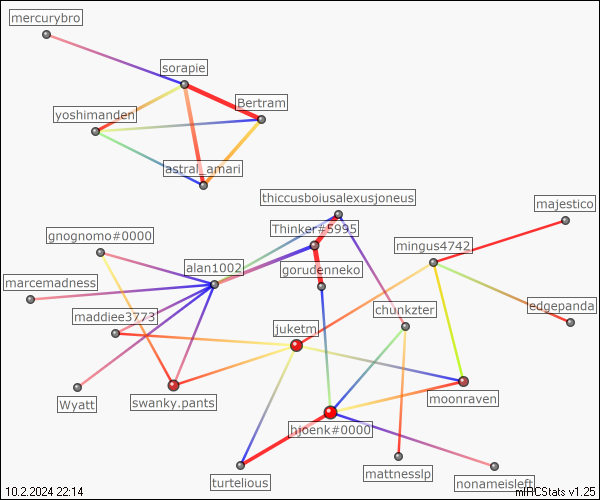 mercurybro
sorapie
Bertram
yoshimanden
astral_amari
thiccusboiusalexusjoneus
majestico
Thinker#5995
gnognomo#0000
mingus4742
alan1002
gorudenneko
marcemadness
edgepanda
chunkzter
maddiee3773
juketm
Wyatt
swanky.pants
moonraven
hjoenk#0000
mattnesslp
turtelious
nonameisleft
10.2.2024 22:14
mIRCStats v1.25